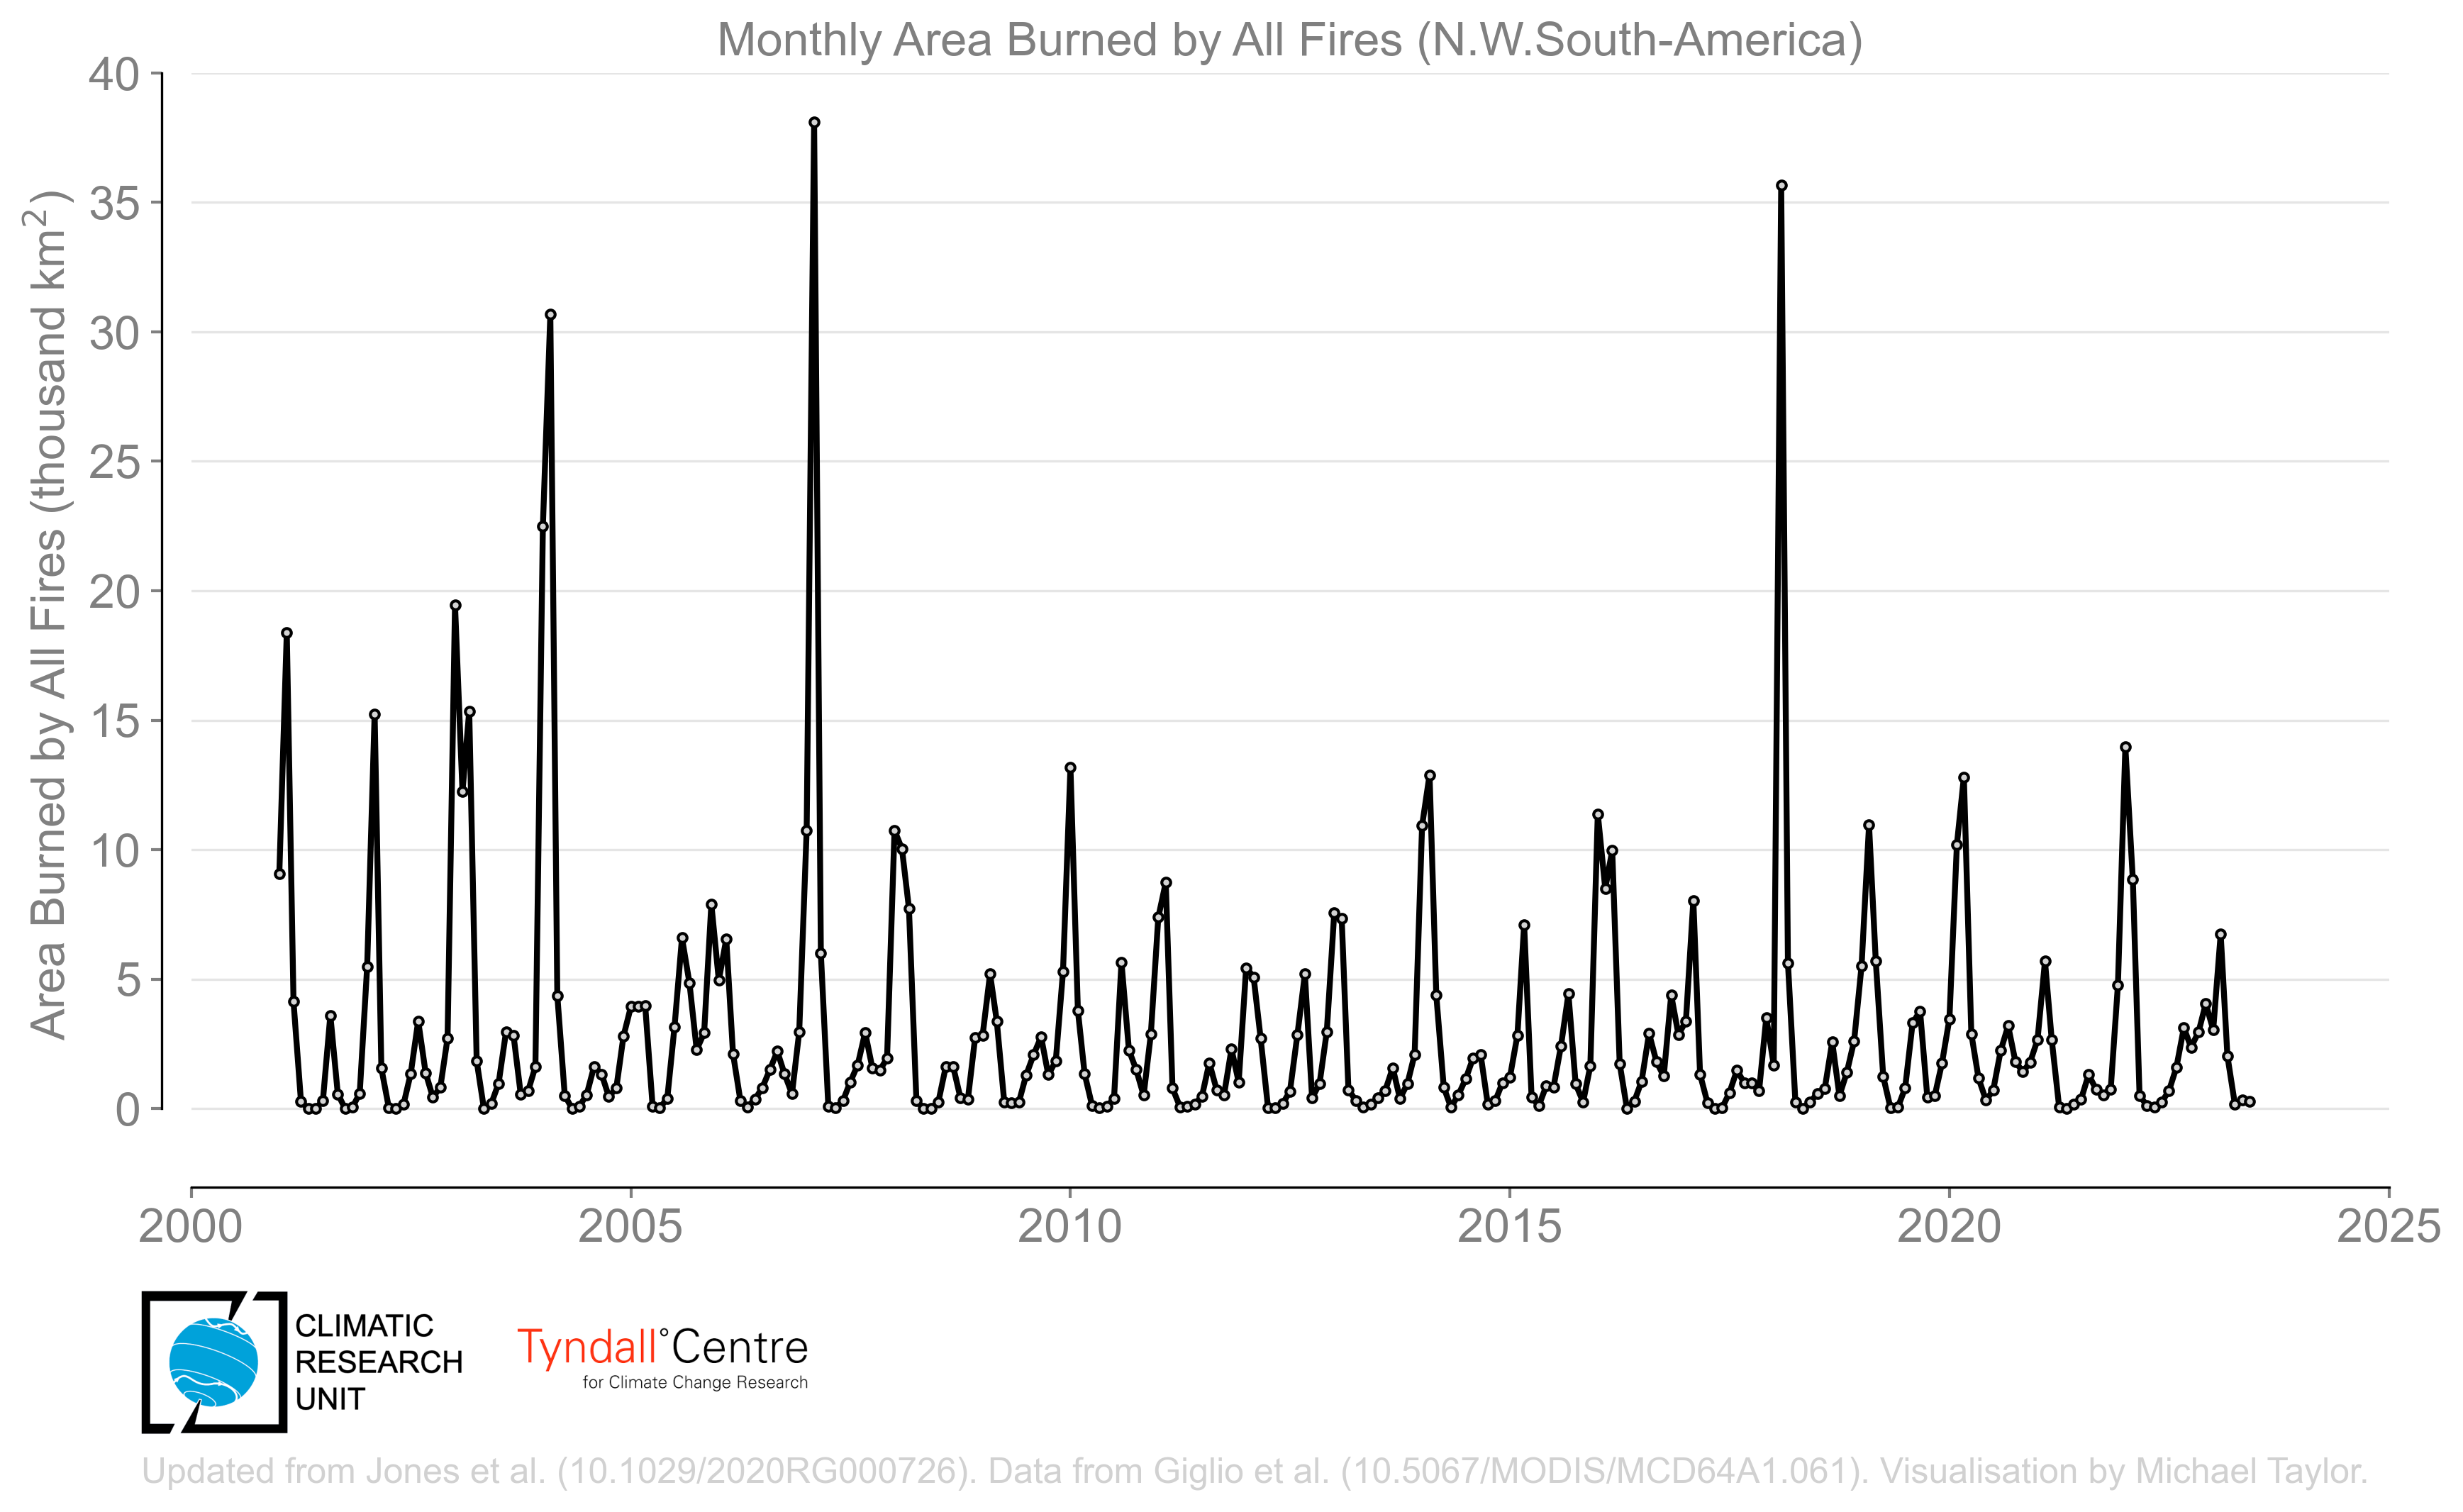 Monthly Area Burned by All Fires (N.W.South-America)
Area Burned by All Fires (thousand km²)
40
35
30
25
20
15
10
5
0
2000 2005 2010 2015 2020 2025
CLIMATIC
RESEARCH
UNIT
Tyndall°Centre
for Climate Change Research
Updated from Jones et al. (10.1029/2020RG000726). Data from Giglio et al. (10.5067/MODIS/MCD64A1.061). Visualisation by Michael Taylor.